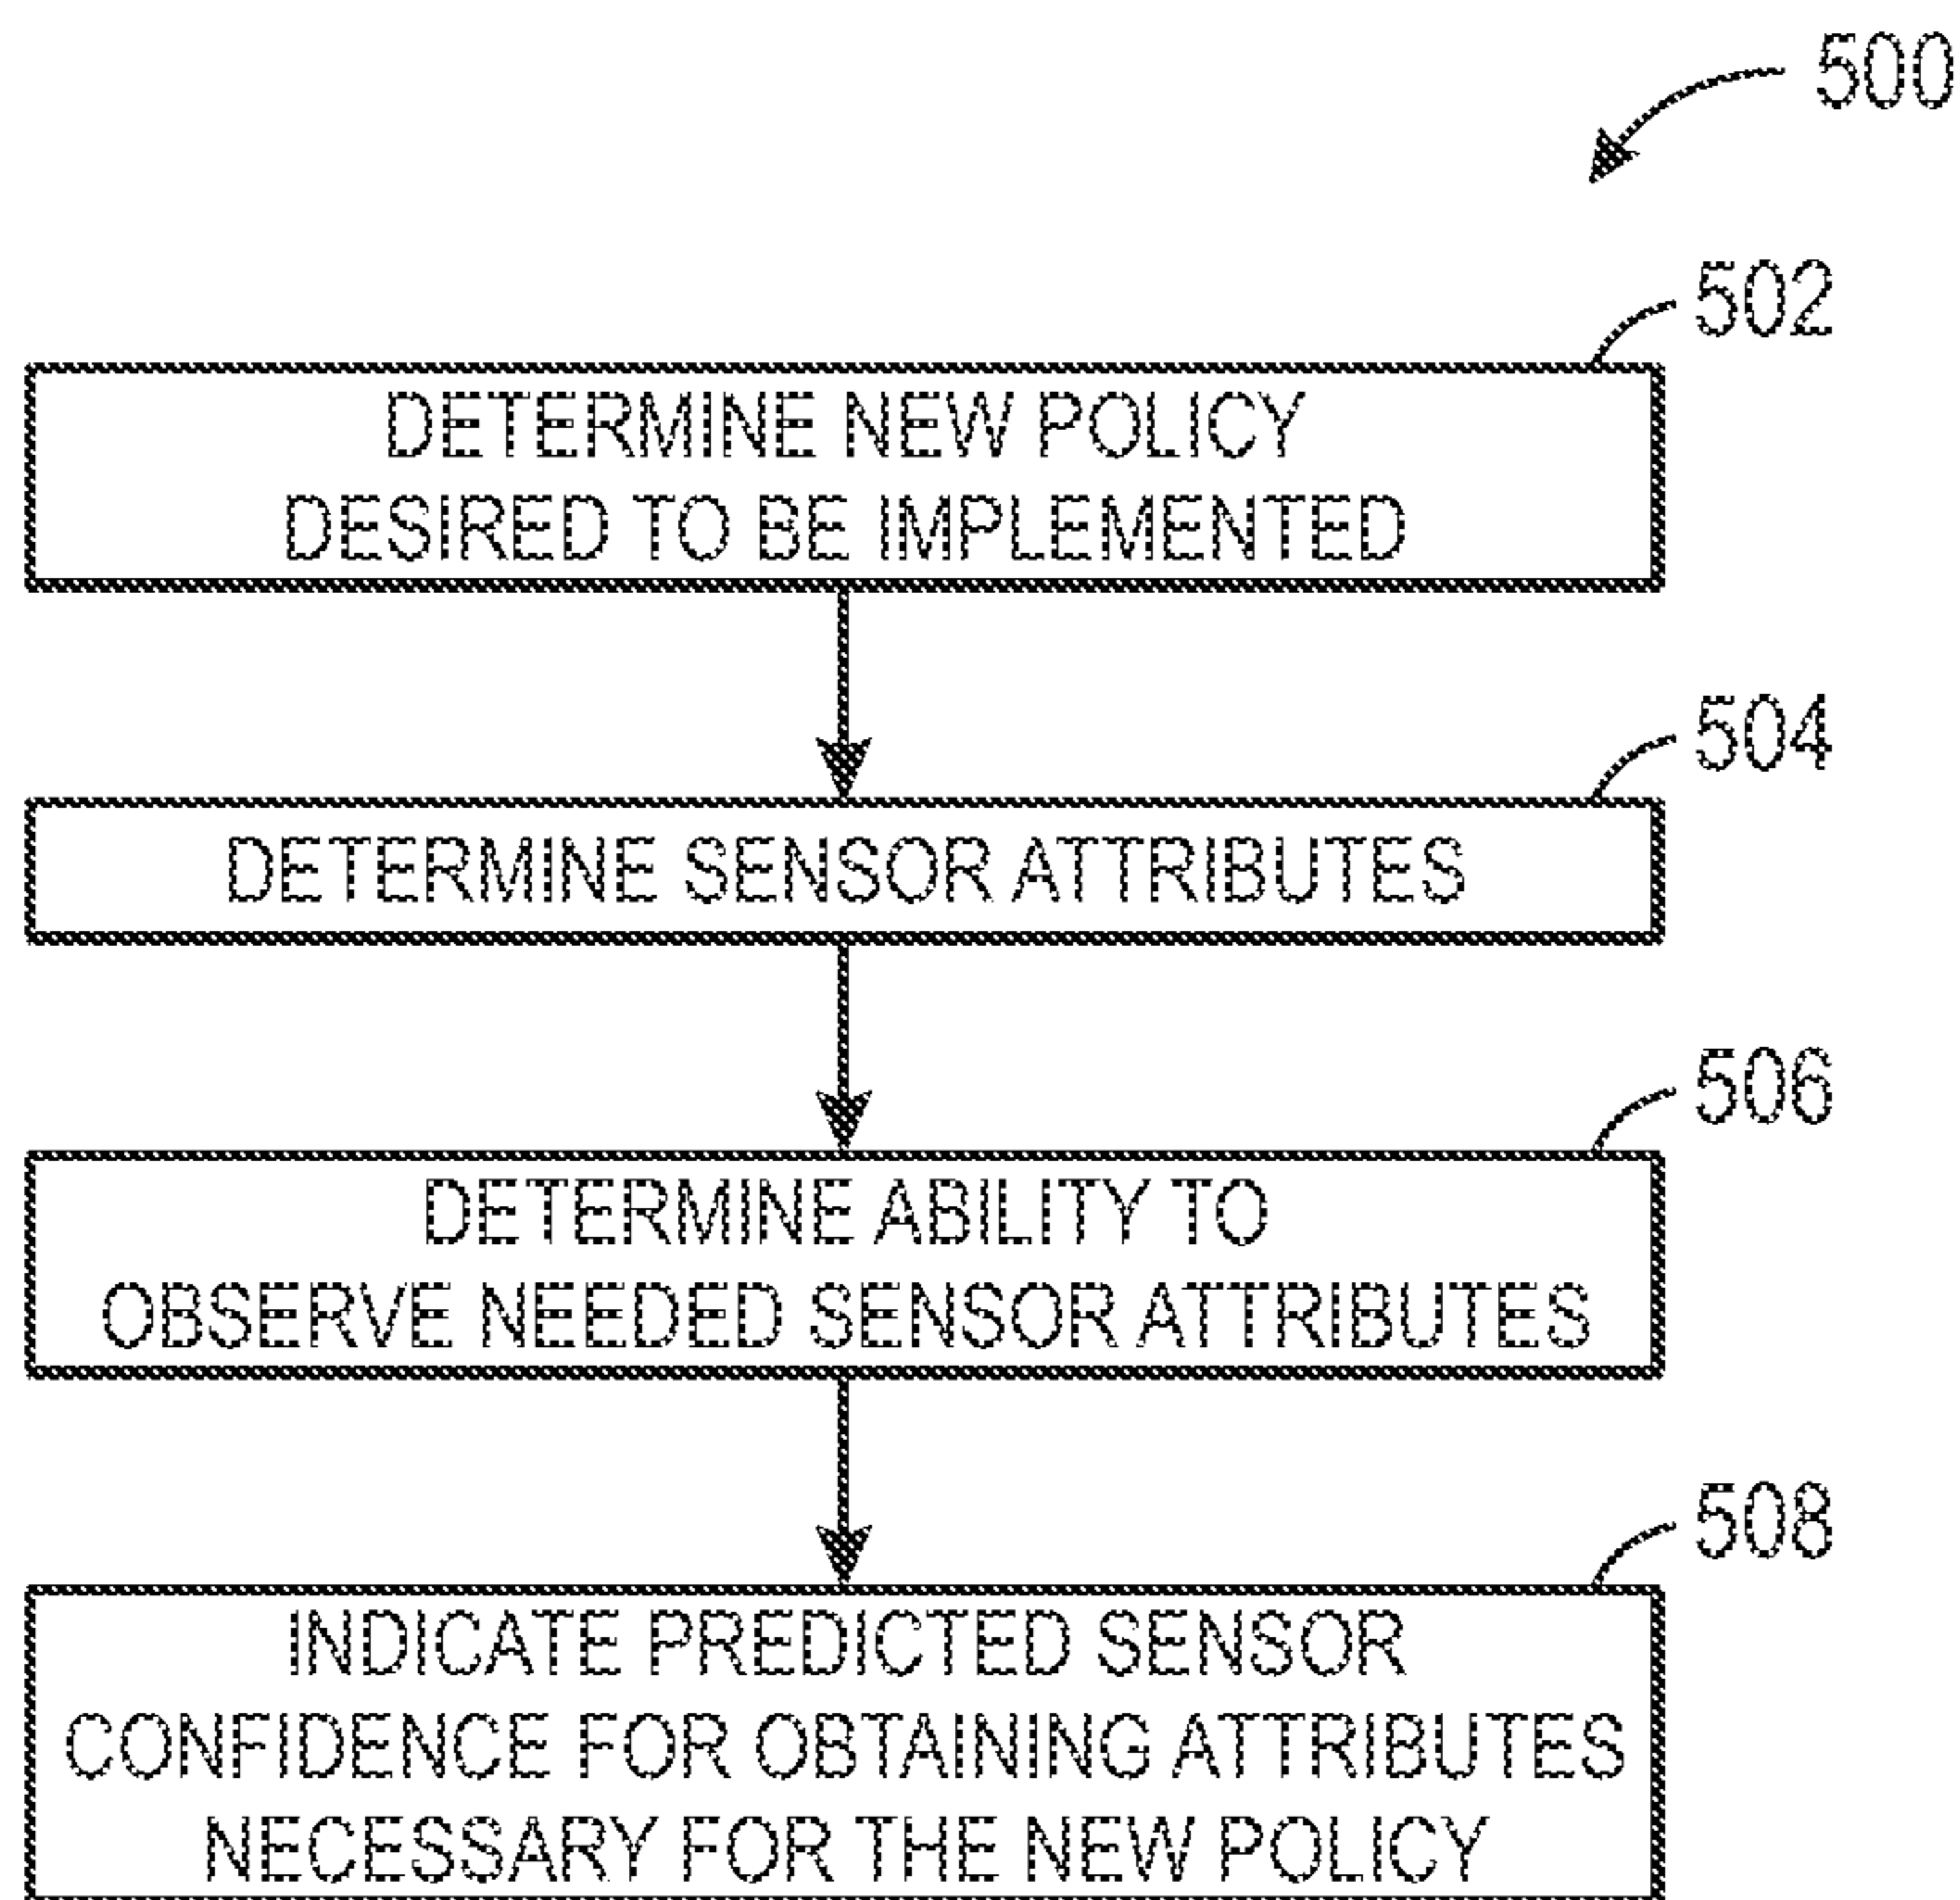 500
502
DETERMINE NEW POLICY
DESIRED TO BE IMPLEMENTED
504
DETERMINE SENSOR ATTRIBUTES
506
DETERMINE ABILITY TO
OBSERVE NEEDED SENSOR ATTRIBUTES
508
INDICATE PREDICTED SENSOR
CONFIDENCE FOR OBTAINING ATTRIBUTES
NECESSARY FOR THE NEW POLICY